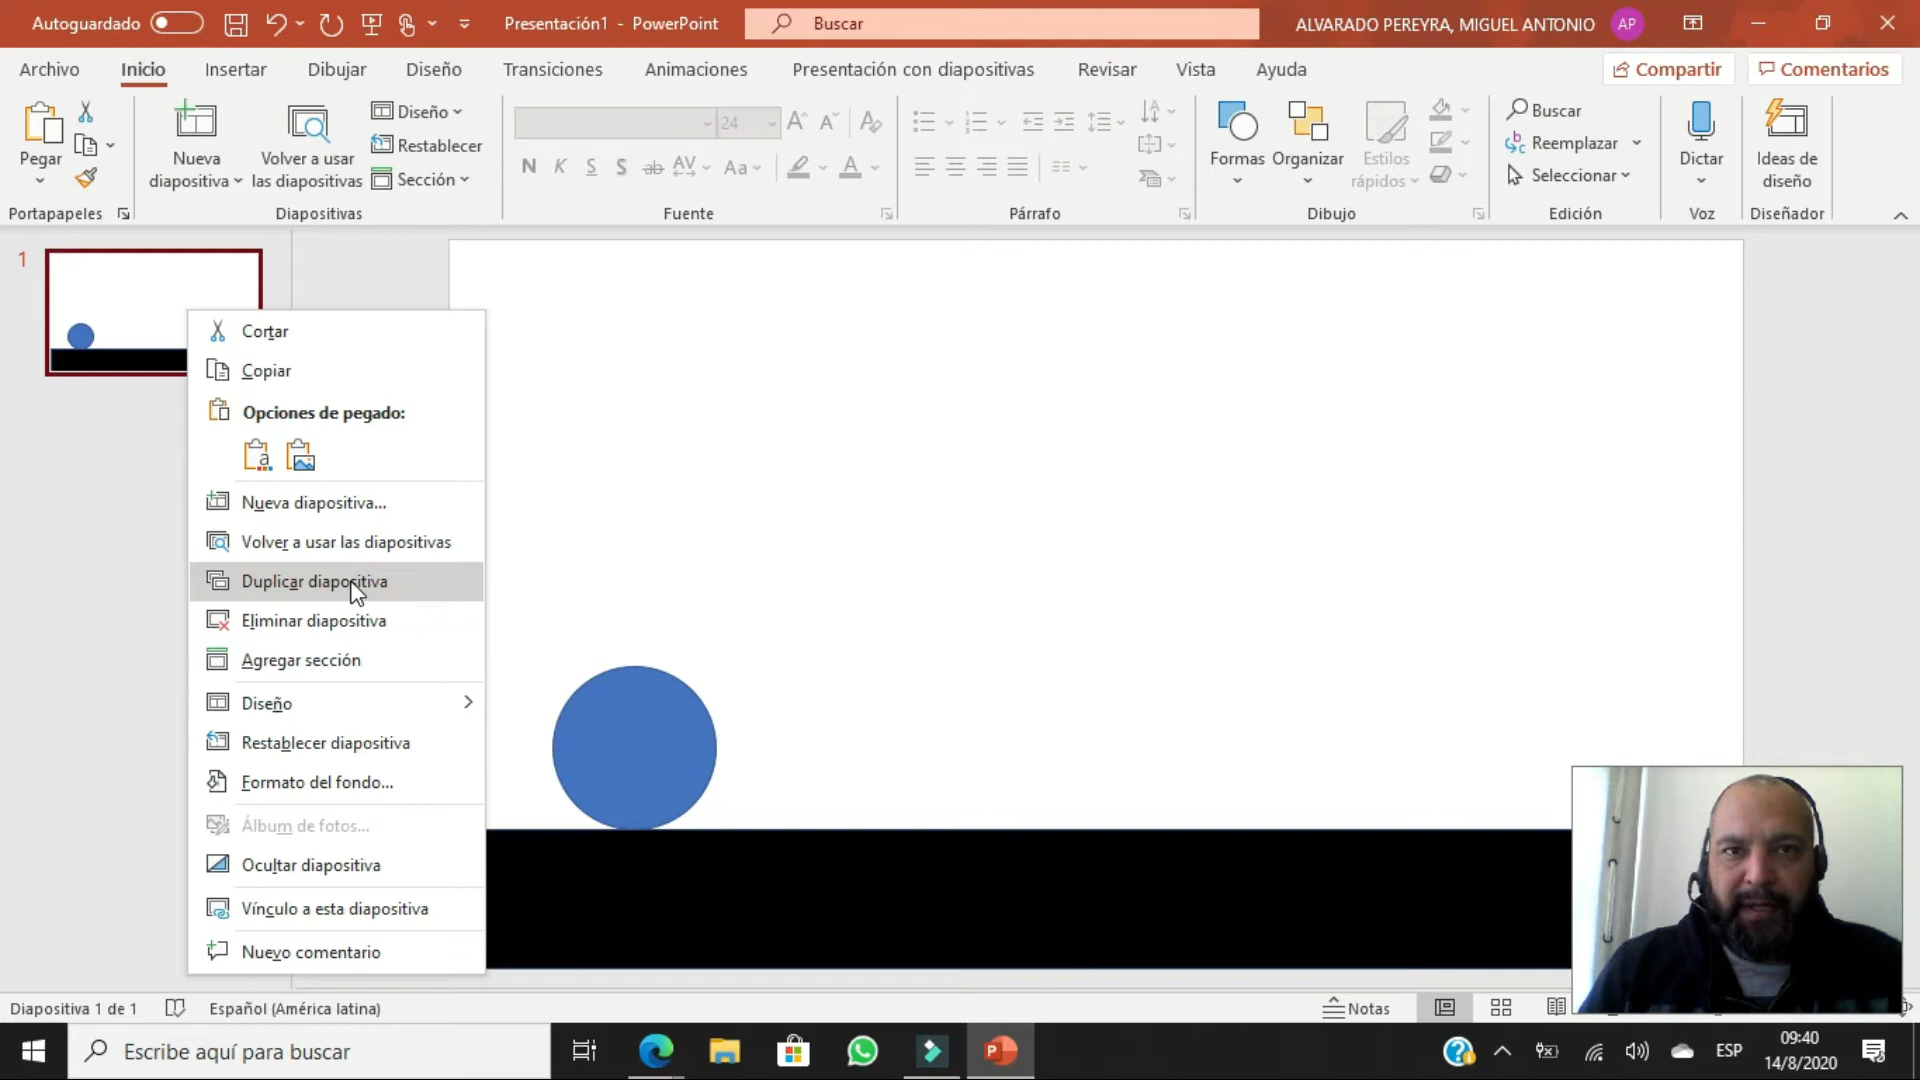 Autoguardado
Presentación1 - PowerPoint
Buscar
ALVARADO PEREYRA, MIGUEL ANTONIO
AP
Archivo
Inicio
Insertar
Dibujar
Diseño
Transiciones
Animaciones
Presentación con diapositivas
Revisar
Vista
Ayuda
Compartir
Comentarios
Pegar
Nueva
diapositiva
Volver a usar
las diapositivas
Diseño
Restablecer
Sección
24
N K S S ab AV Aa A
Formas
Organizar
Estilos
rápidos
Buscar
Reemplazar
Seleccionar
Dictar
Ideas de
diseño
Portapapeles
Diapositivas
Fuente
Párrafo
Dibujo
Edición
Voz
Diseñador
1
Cortar
Copiar
Opciones de pegado:
Nueva diapositiva...
Volver a usar las diapositivas
Duplicar diapositiva
Eliminar diapositiva
Agregar sección
Diseño
Restablecer diapositiva
Formato del fondo...
Álbum de fotos...
Ocultar diapositiva
Vínculo a esta diapositiva
Nuevo comentario
Diapositiva 1 de 1
Español (América latina)
Notas
Escribe aquí para buscar
ESP
09:40
14/8/2020